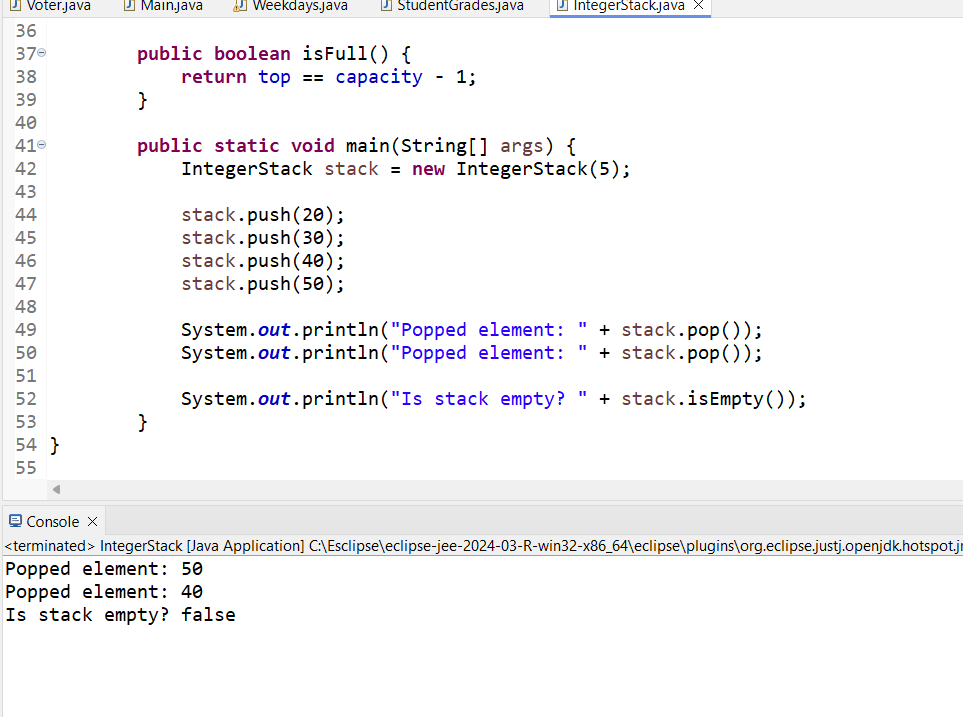 Voter.java Main.java Weekdays.java StudentGrades.java IntegerStack.java
36
37 public boolean isFull() {
38 return top == capacity - 1;
39 }
40
41 public static void main(String[] args) {
42 IntegerStack stack = new IntegerStack(5);
43
44 stack.push(20);
45 stack.push(30);
46 stack.push(40);
47 stack.push(50);
48
49 System.out.println("Popped element: " + stack.pop());
50 System.out.println("Popped element: " + stack.pop());
51
52 System.out.println("Is stack empty? " + stack.isEmpty());
53 }
54 }
55
Console
<terminated> IntegerStack [Java Application] C:\Esclipse\eclipse-jee-2024-03-R-win32-x86_64\eclipse\plugins\org.eclipse.justj.openjdk.hotspot.jr
Popped element: 50
Popped element: 40
Is stack empty? false